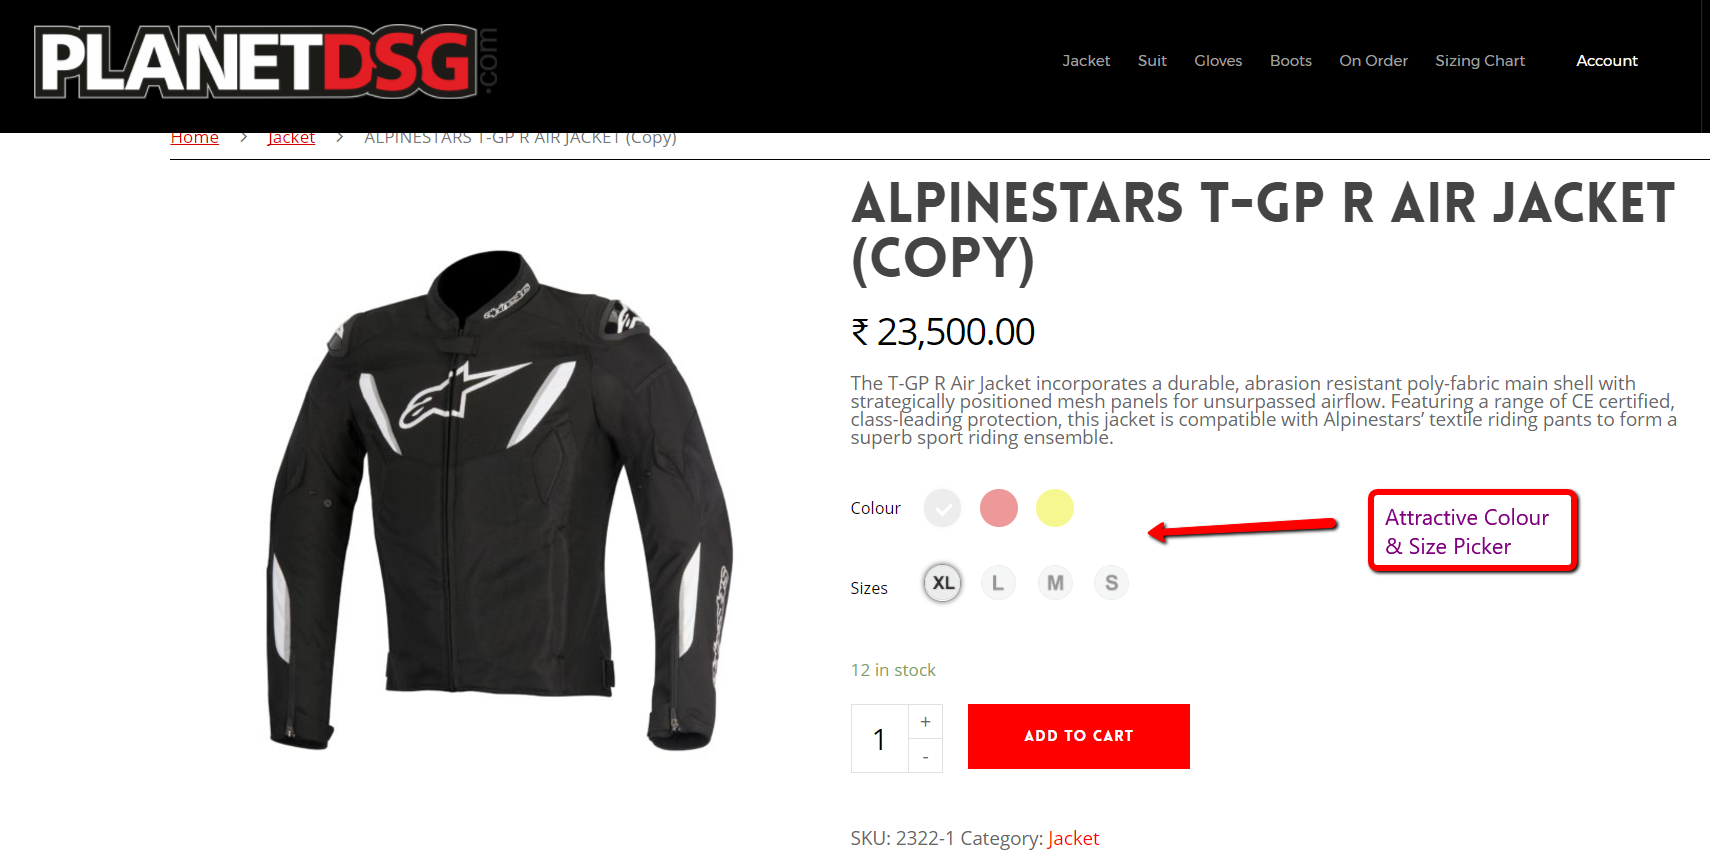 PLANETDSG.com
Jacket Suit Gloves Boots On Order Sizing Chart Account
Home > Jacket > ALPINESTARS T-GP R AIR JACKET (Copy)
ALPINESTARS T-GP R AIR JACKET
(COPY)
₹ 23,500.00
The T-GP R Air Jacket incorporates a durable, abrasion resistant poly-fabric main shell with
strategically positioned mesh panels for unsurpassed airflow. Featuring a range of CE certified,
class-leading protection, this jacket is compatible with Alpinestars’ textile riding pants to form a
superb sport riding ensemble.
Colour
Attractive Colour
& Size Picker
Sizes XL L M S
12 in stock
1 + -
ADD TO CART
SKU: 2322-1 Category: Jacket
alpinestars
alpinestars